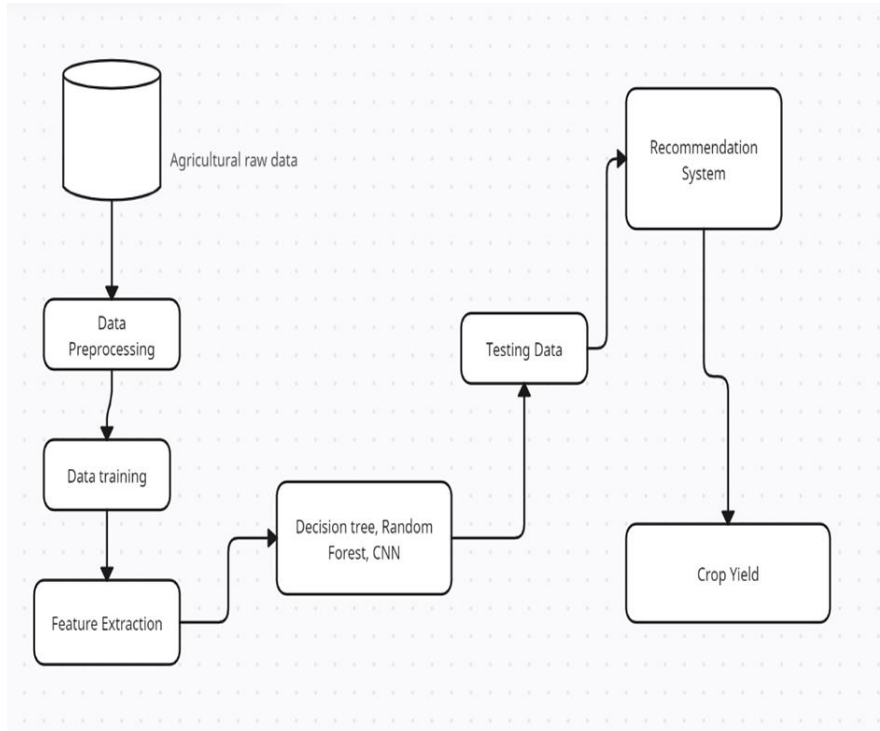 Agricultural raw data
Data
Preprocessing
Data training
Feature Extraction
Decision tree, Random
Forest, CNN
Testing Data
Recommendation
System
Crop Yield